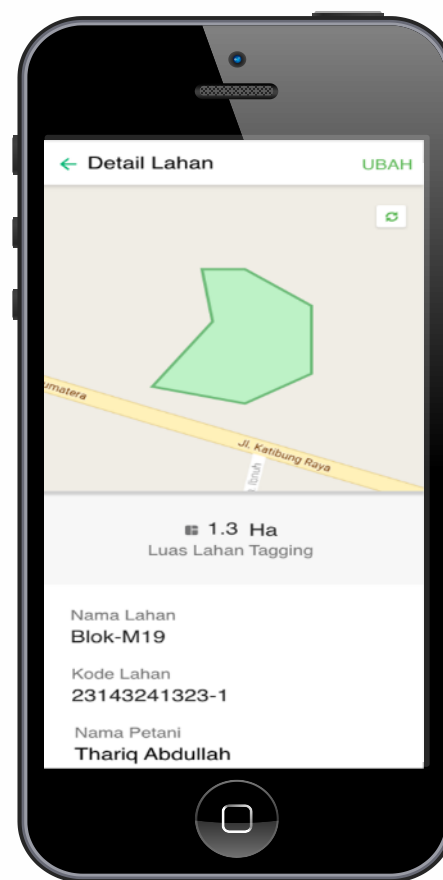 Detail Lahan UBAH
umatera
Jl. Katibung Raya
Ibnuh
1.3 Ha
Luas Lahan Tagging
Nama Lahan
Blok-M19
Kode Lahan
23143241323-1
Nama Petani
Thariq Abdullah